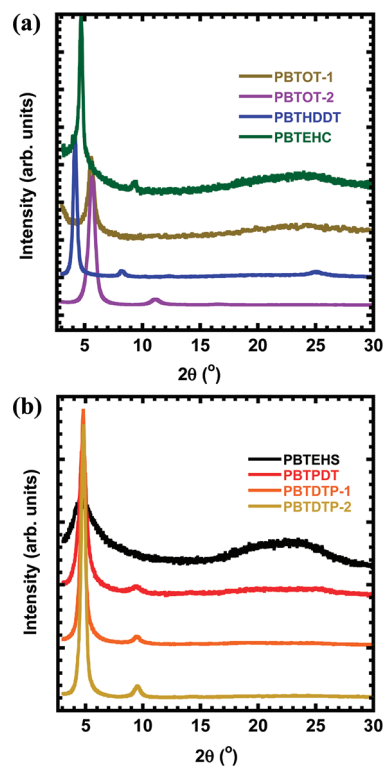 (a)
PBTOT-1
PBTOT-2
PBTHDDT
PBTEHC
Intensity (arb. units)
5 10 15 20 25 30
2θ (°)
(b)
PBTEHS
PBTPDT
PBTDTP-1
PBTDTP-2
Intensity (arb. units)
5 10 15 20 25 30
2θ (°)